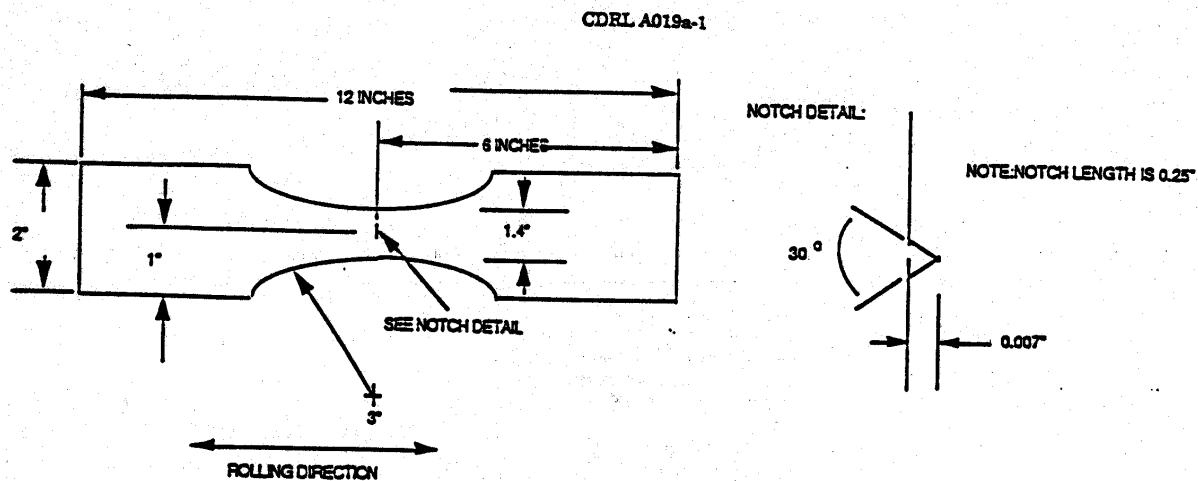 CDRL A019a-1
12 INCHES
6 INCHES
NOTCH DETAIL:
NOTE:NOTCH LENGTH IS 0.25"
2"
1"
1.4"
30 °
SEE NOTCH DETAIL
0.007"
3"
ROLLING DIRECTION